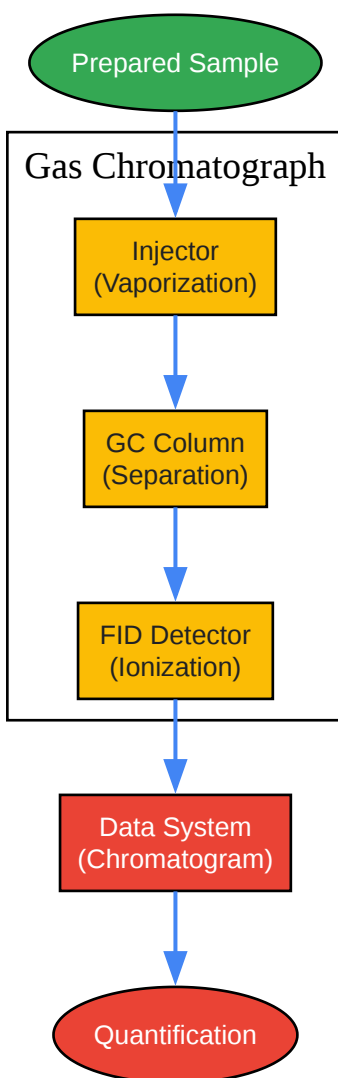 Prepared Sample
Gas Chromatograph
Injector
(Vaporization)
GC Column
(Separation)
FID Detector
(Ionization)
Data System
(Chromatogram)
Quantification